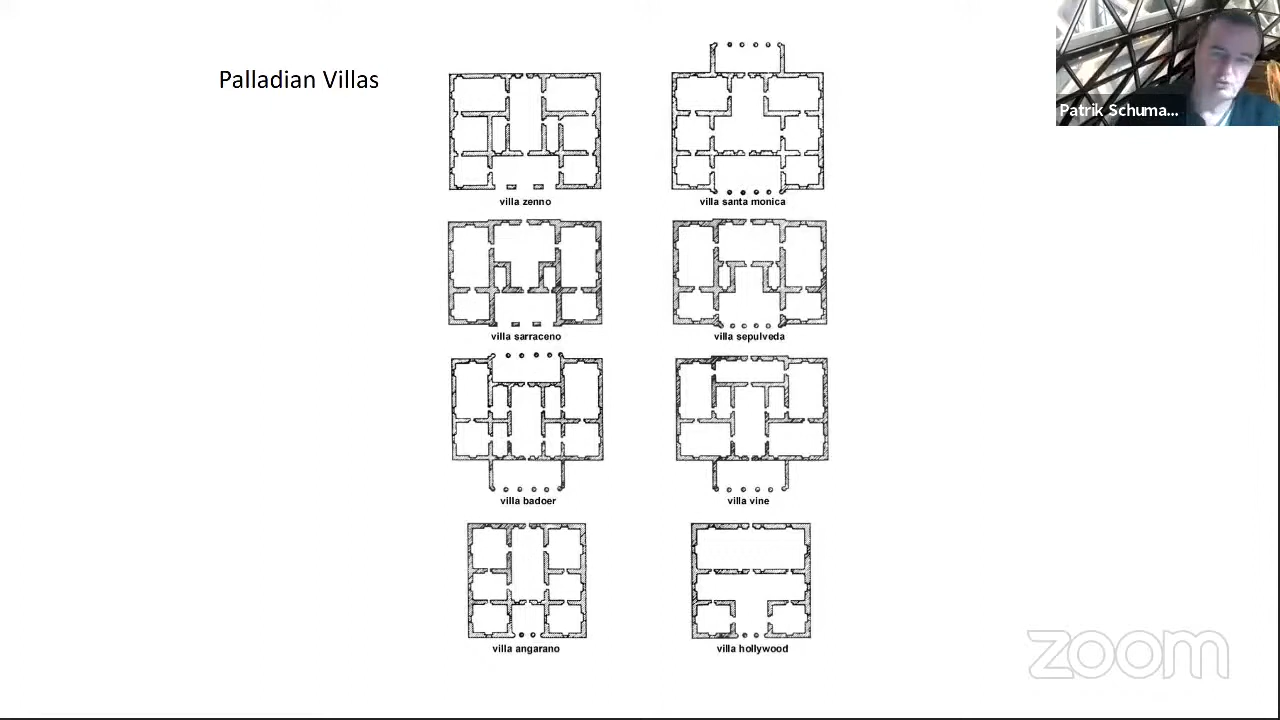 Palladian Villas
Patrik Schuma...
villa zenno
villa santa monica
villa sarraceno
villa sepulveda
villa badoer
villa vine
villa angarano
villa hollywood
zoom